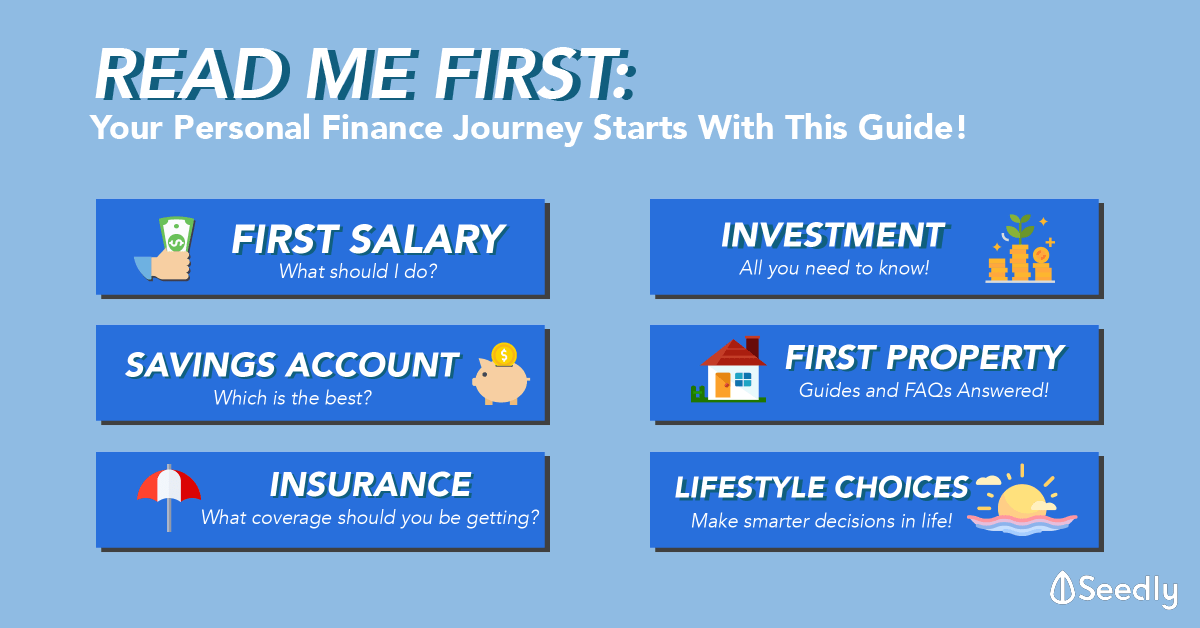 READ ME FIRST:
Your Personal Finance Journey Starts With This Guide!
FIRST SALARY
What should I do?
SAVINGS ACCOUNT
Which is the best?
INSURANCE
What coverage should you be getting?
INVESTMENT
All you need to know!
FIRST PROPERTY
Guides and FAQs Answered!
LIFESTYLE CHOICES
Make smarter decisions in life!
Seedly